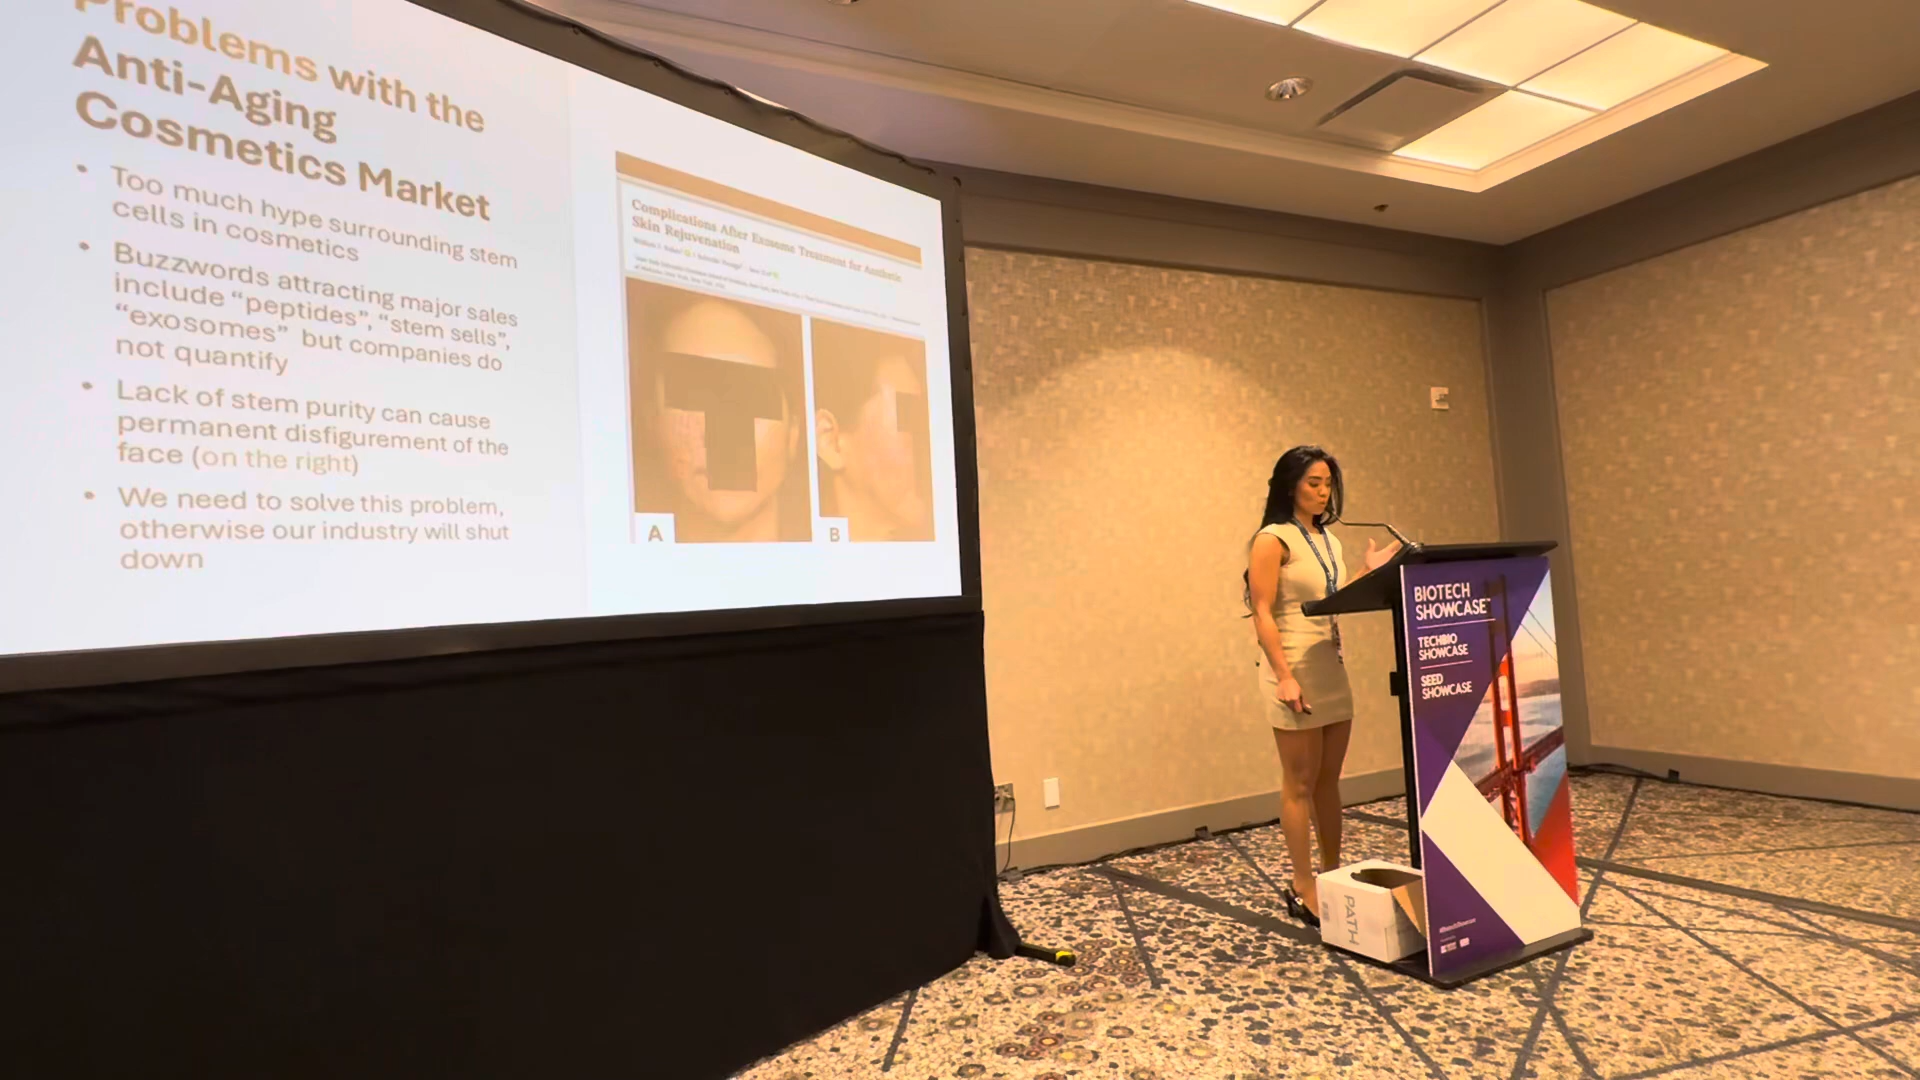 Problems with the
Anti-Aging
Cosmetics Market
• Too much hype surrounding stem
cells in cosmetics
• Buzzwords attracting major sales
include “peptides”, “stem sells”,
“exosomes” but companies do
not quantify
• Lack of stem purity can cause
permanent disfigurement of the
face (on the right)
• We need to solve this problem,
otherwise our industry will shut
down
Complications After Exosome Treatment for Aesthetic
Skin Rejuvenation
A
B
BIOTECH
SHOWCASE™
TECHBIO
SHOWCASE
SEED
SHOWCASE
PATH